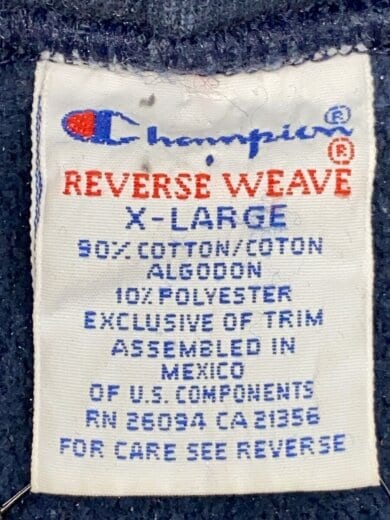 Champion®
®
REVERSE WEAVE
X-LARGE
90% COTTON/COTON
ALGODON
10% POLYESTER
EXCLUSIVE OF TRIM
ASSEMBLED IN
MEXICO
OF U.S. COMPONENTS
RN 26094 CA 21356
FOR CARE SEE REVERSE